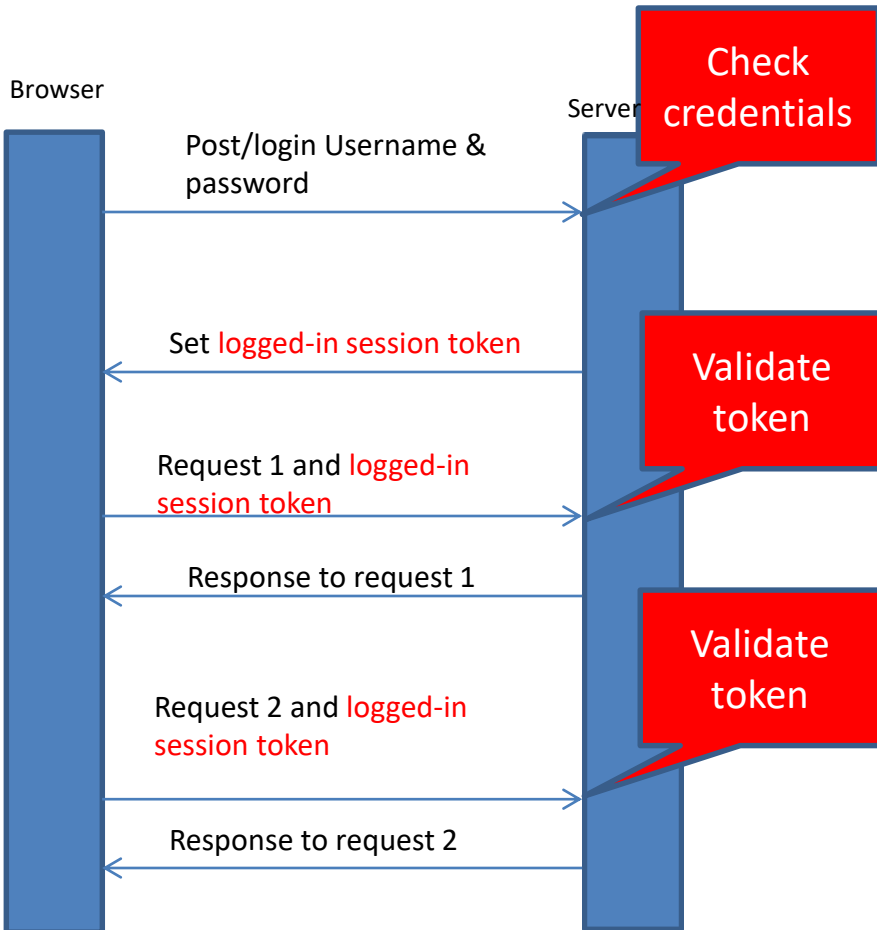 Browser
Server
Check
credentials
Post/login Username &
password
Set logged-in session token
Validate
token
Request 1 and logged-in
session token
Response to request 1
Validate
token
Request 2 and logged-in
session token
Response to request 2